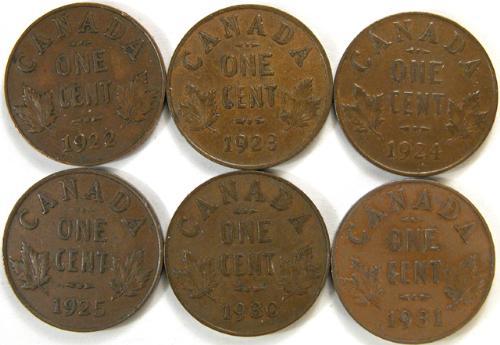 CANADA
ONE
CENT
1922
CANADA
ONE
CENT
1923
CANADA
ONE
CENT
1924
CANADA
ONE
CENT
1925
CANADA
ONE
CENT
1930
CANADA
ONE
CENT
1931